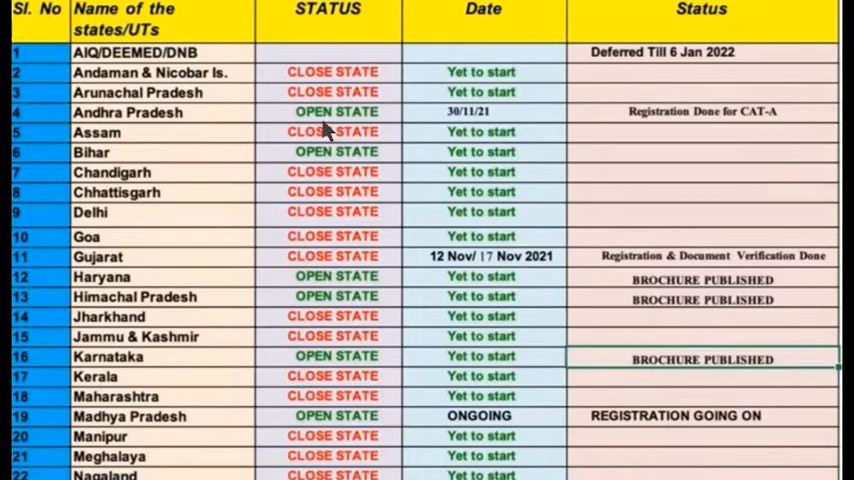 Sl. No Name of the states/UTs STATUS Date Status
1 AIQ/DEEMED/DNB Deferred Till 6 Jan 2022
2 Andaman & Nicobar Is. CLOSE STATE Yet to start
3 Arunachal Pradesh CLOSE STATE Yet to start
4 Andhra Pradesh OPEN STATE 30/11/21 Registration Done for CAT-A
5 Assam CLOSE STATE Yet to start
6 Bihar OPEN STATE Yet to start
7 Chandigarh CLOSE STATE Yet to start
8 Chhattisgarh CLOSE STATE Yet to start
9 Delhi CLOSE STATE Yet to start
10 Goa CLOSE STATE Yet to start
11 Gujarat CLOSE STATE 12 Nov/ 17 Nov 2021 Registration & Document Verification Done
12 Haryana OPEN STATE Yet to start BROCHURE PUBLISHED
13 Himachal Pradesh OPEN STATE Yet to start BROCHURE PUBLISHED
14 Jharkhand CLOSE STATE Yet to start
15 Jammu & Kashmir CLOSE STATE Yet to start
16 Karnataka OPEN STATE Yet to start BROCHURE PUBLISHED
17 Kerala CLOSE STATE Yet to start
18 Maharashtra CLOSE STATE Yet to start
19 Madhya Pradesh OPEN STATE ONGOING REGISTRATION GOING ON
20 Manipur CLOSE STATE Yet to start
21 Meghalaya CLOSE STATE Yet to start
22 Nagaland CLOSE STATE Yet to start